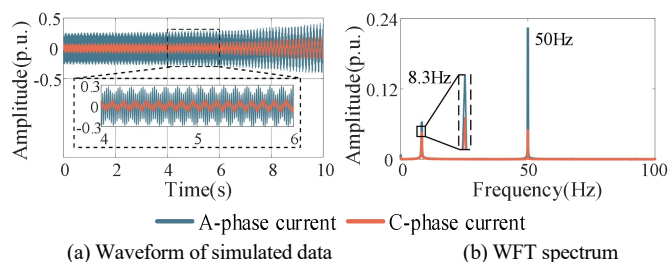 Amplitude(p.u.)
0.5
0
-0.5
0.3
0
-0.3
4
5
6
0
2
4
6
8
10
Time(s)
Amplitude(p.u.)
0.24
0.12
0
8.3Hz
50Hz
0
50
100
Frequency(Hz)
A-phase current
C-phase current
(a) Waveform of simulated data
(b) WFT spectrum